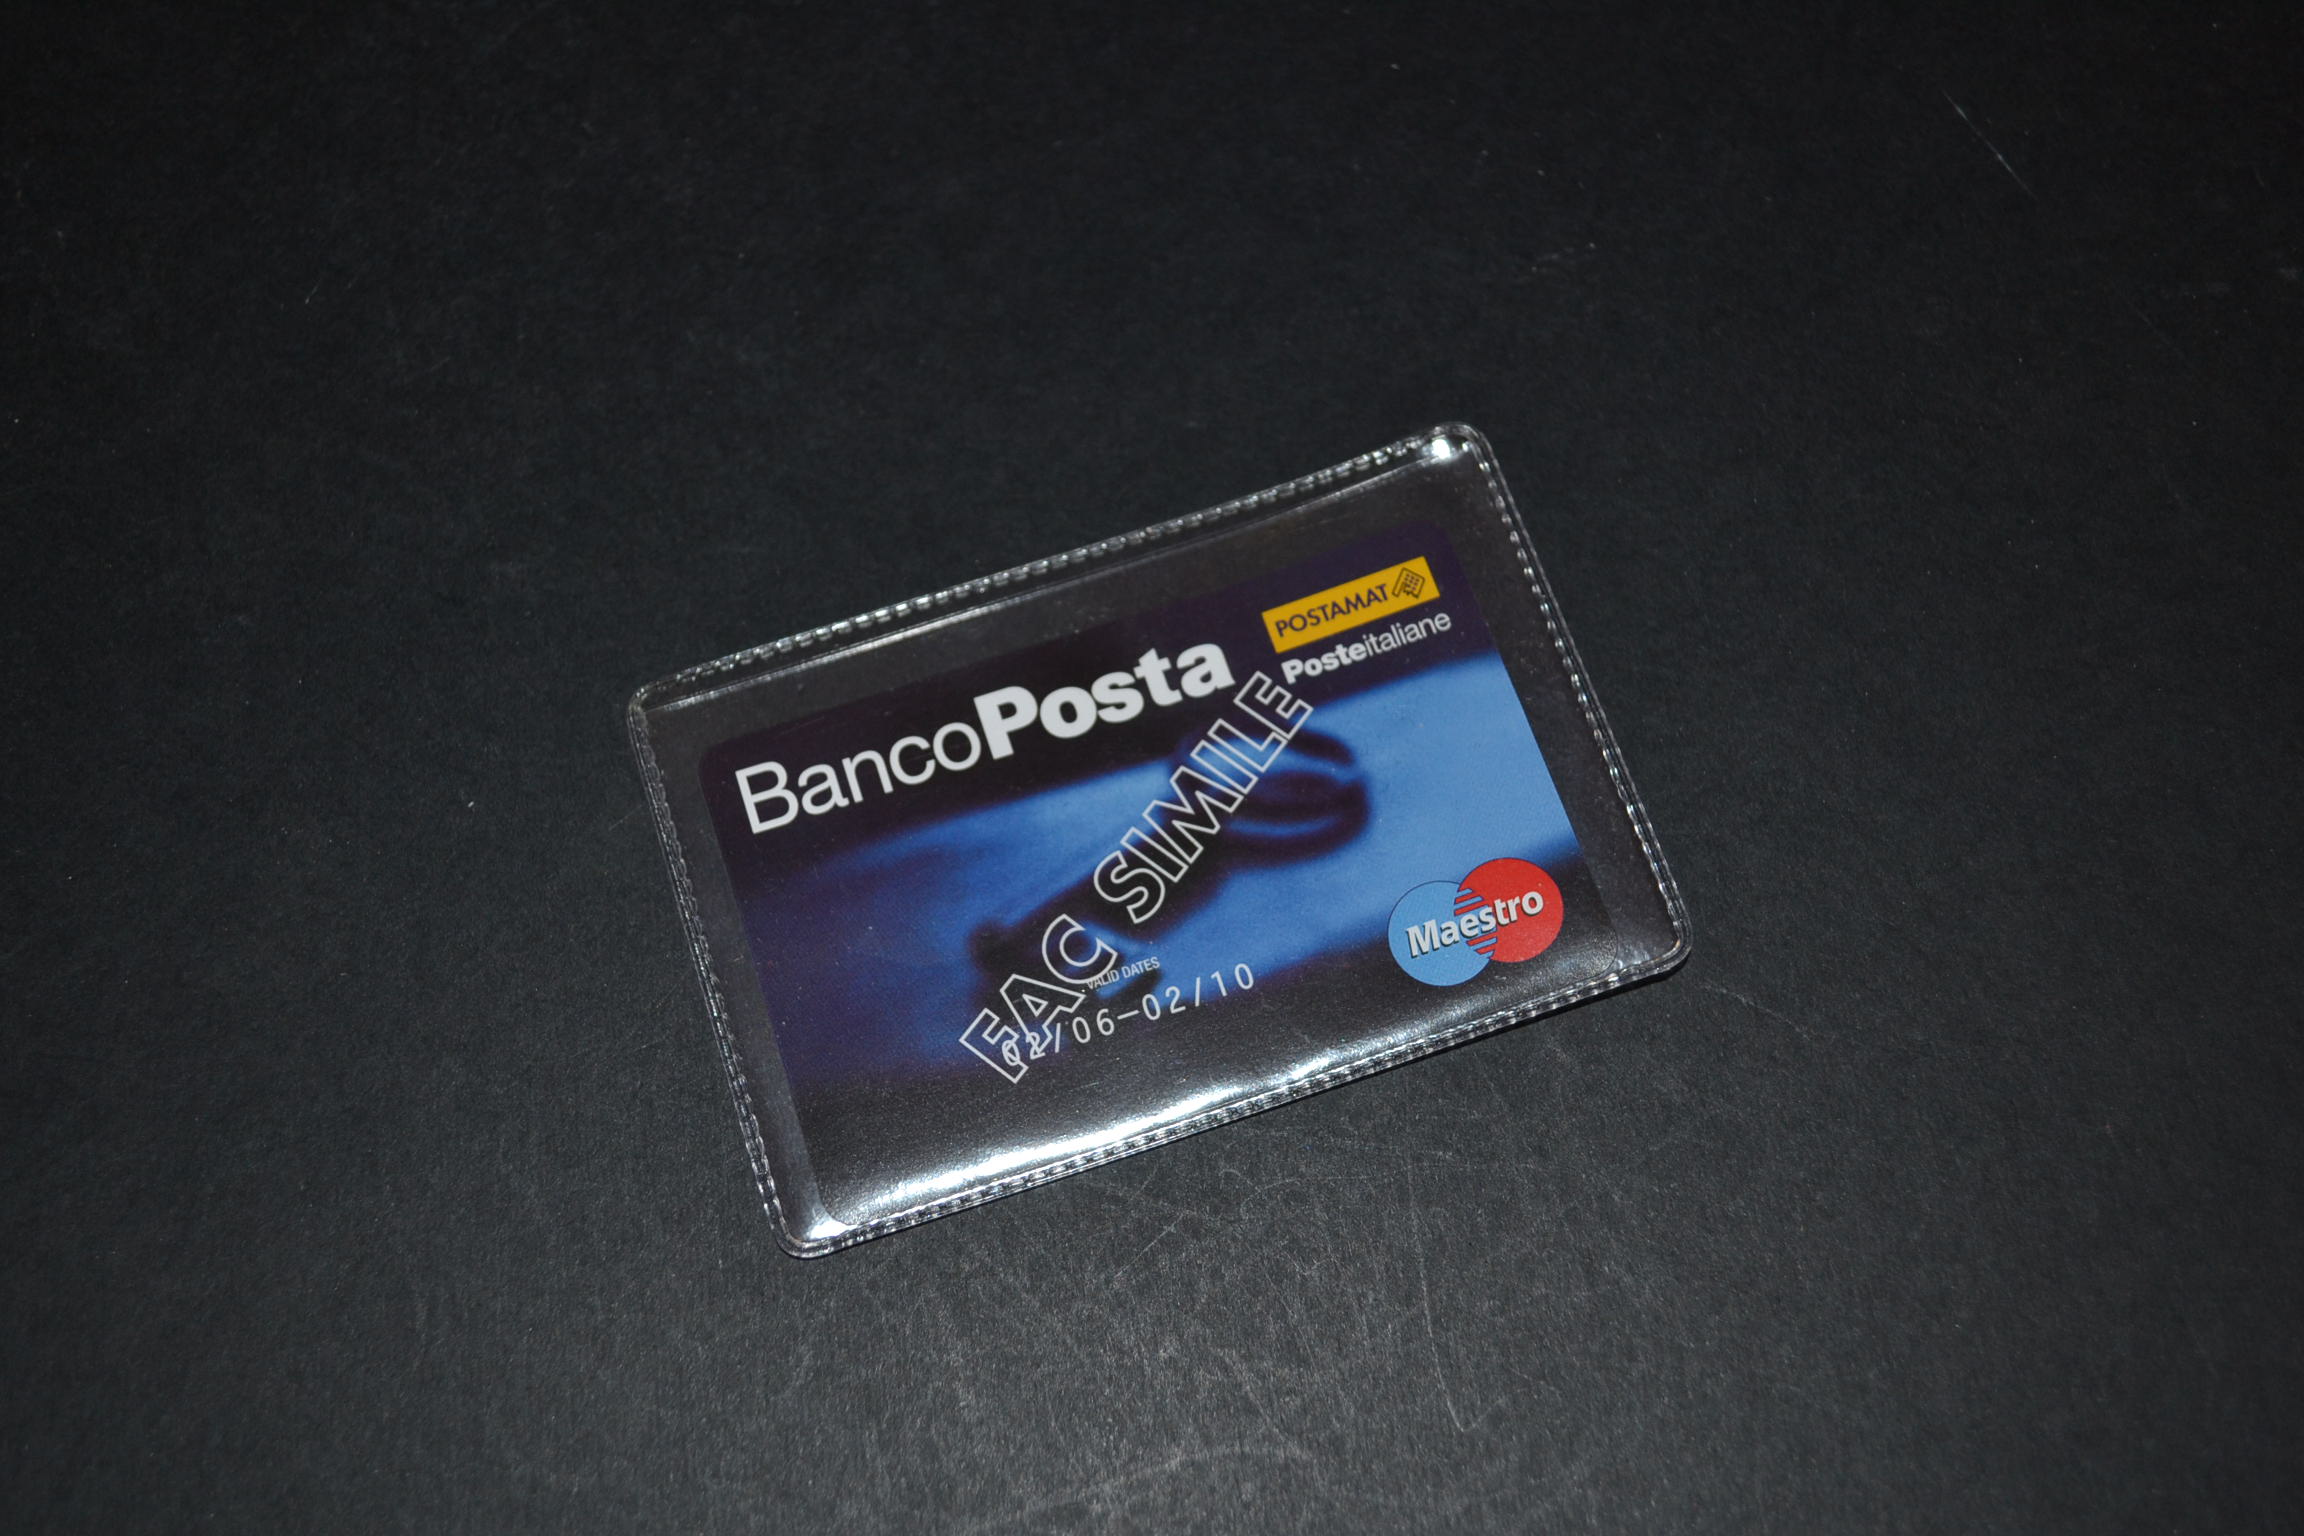 POSTAMAT
BancoPosta
Posteitaliane
FAC SIMILE
Maestro
VALID DATES
02/06-02/10